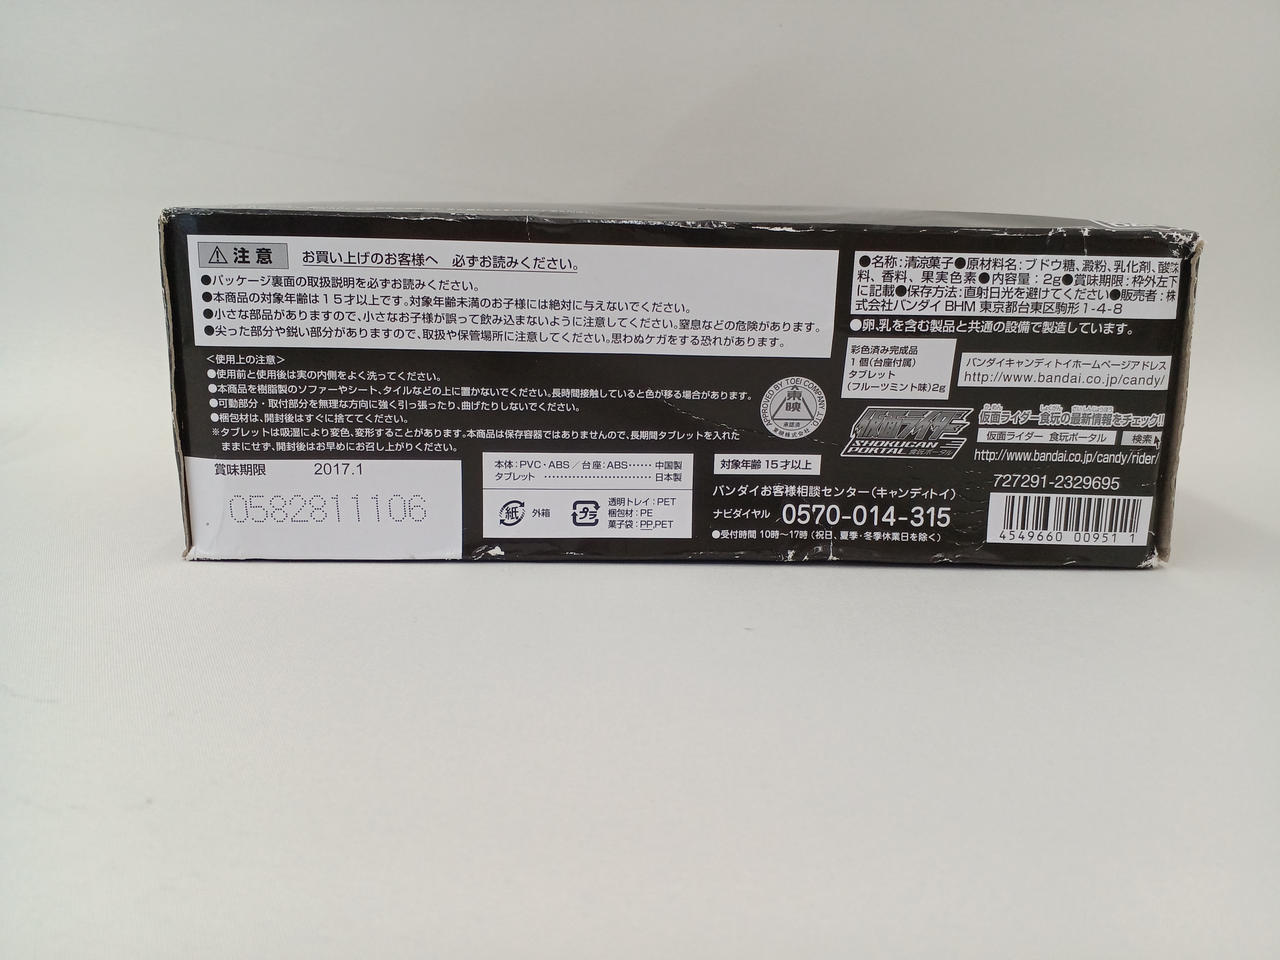 ⚠注意 お買い上げのお客様へ 必ずお読みください。
●パッケージ裏面の取扱説明を必ずお読みください。
●本商品の対象年齢は15才以上です。対象年齢未満のお子様には絶対に与えないでください。
●小さな部品がありますので、小さなお子様が誤って飲み込まないように注意してください。窒息などの危険があります。
●尖った部分や鋭い部分がありますので、取扱や保管場所に注意してください。思わぬケガをする恐れがあります。
<使用上の注意>
●使用前と使用後は実の内側をよく洗ってください。
●本商品を樹脂製のソファーやシート、タイルなどの上に置かないでください。長時間接触していると色が移る場合があります。
●可動部分・取付部分を無理な方向に強く引っ張ったり、曲げたりしないでください。
●梱包材は、開封後はすぐに捨ててください。
※タブレットは吸湿により変色、変形することがあります。本商品は保存容器ではありませんので、長期間タブレットを入れた
ままにせず、開封後はお早めにお召し上がりください。
賞味期限 2017.1
0582811106
本体:PVC・ABS/台座:ABS……中国製
タブレット………………………日本製
紙 外箱
プラ
透明トレイ:PET
梱包材:PE
菓子袋:PP,PET
APPROVED BY TOEI COMPANY, LTD.
東映
東映株式会社
対象年齢15才以上
バンダイお客様相談センター(キャンディトイ)
ナビダイヤル 0570-014-315
●受付時間 10時〜17時(祝日、夏季・冬季休業日を除く)
●名称:清涼菓子●原材料名:ブドウ糖、澱粉、乳化剤、酸味
料、香料、果実色素●内容量:2g●賞味期限:枠外左下
に記載●保存方法:直射日光を避けてください●販売者:株
式会社バンダイ BHM 東京都台東区駒形1-4-8
●卵、乳を含む製品と共通の設備で製造しています。
彩色済み完成品
1個(台座付属)
タブレット
(フルーツミント味)2g
バンダイキャンディトイホームページアドレス
http://www.bandai.co.jp/candy/
仮面ライダー
SHOKUGAN
PORTAL 食玩ポータル
仮面ライダー食玩の最新情報をチェック!!
仮面ライダー 食玩ポータル 検索
http://www.bandai.co.jp/candy/rider/
727291-2329695
4549660 00951 1